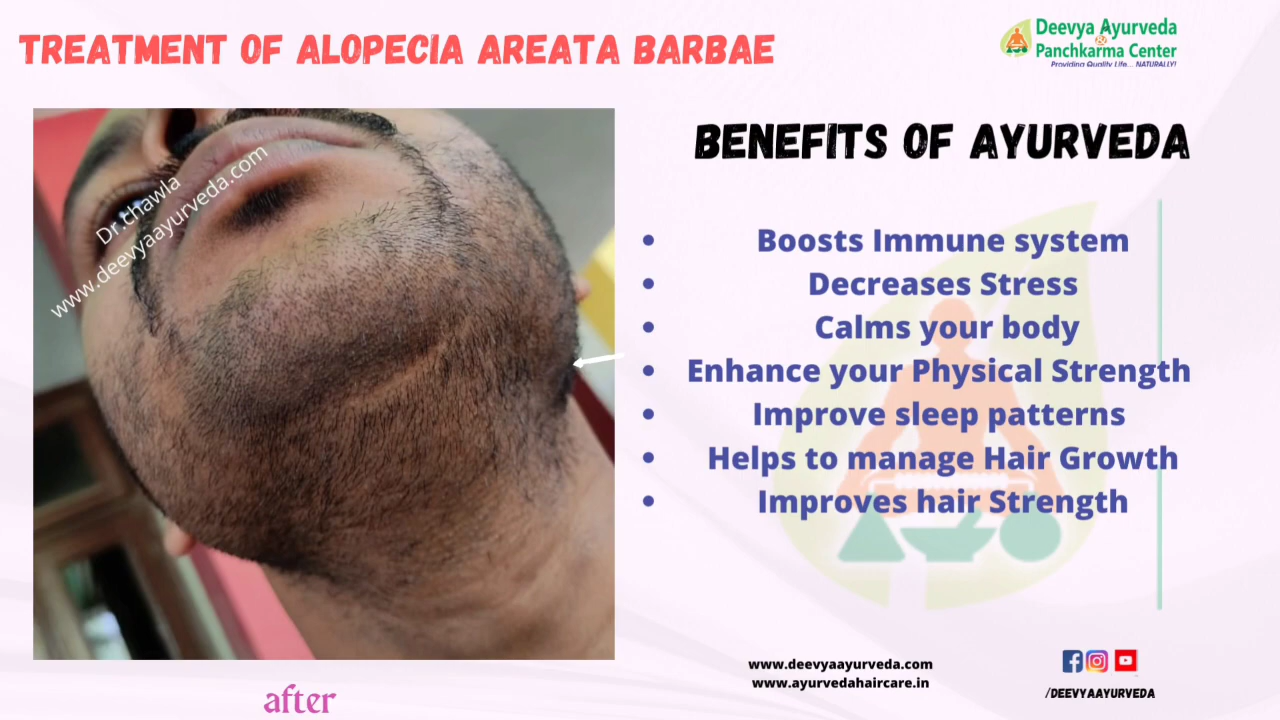 TREATMENT OF ALOPECIA AREATA BARBAE
Deevya Ayurveda
Panchkarma Center
Providing Quality Life... NATURALLY!
Dr.chawla
www.deevyaayurveda.com
BENEFITS OF AYURVEDA
• Boosts Immune system
• Decreases Stress
• Calms your body
• Enhance your Physical Strength
• Improve sleep patterns
• Helps to manage Hair Growth
• Improves hair Strength
after
www.deevyaayurveda.com
www.ayurvedahaircare.in
/DEEVYAAYURVEDA